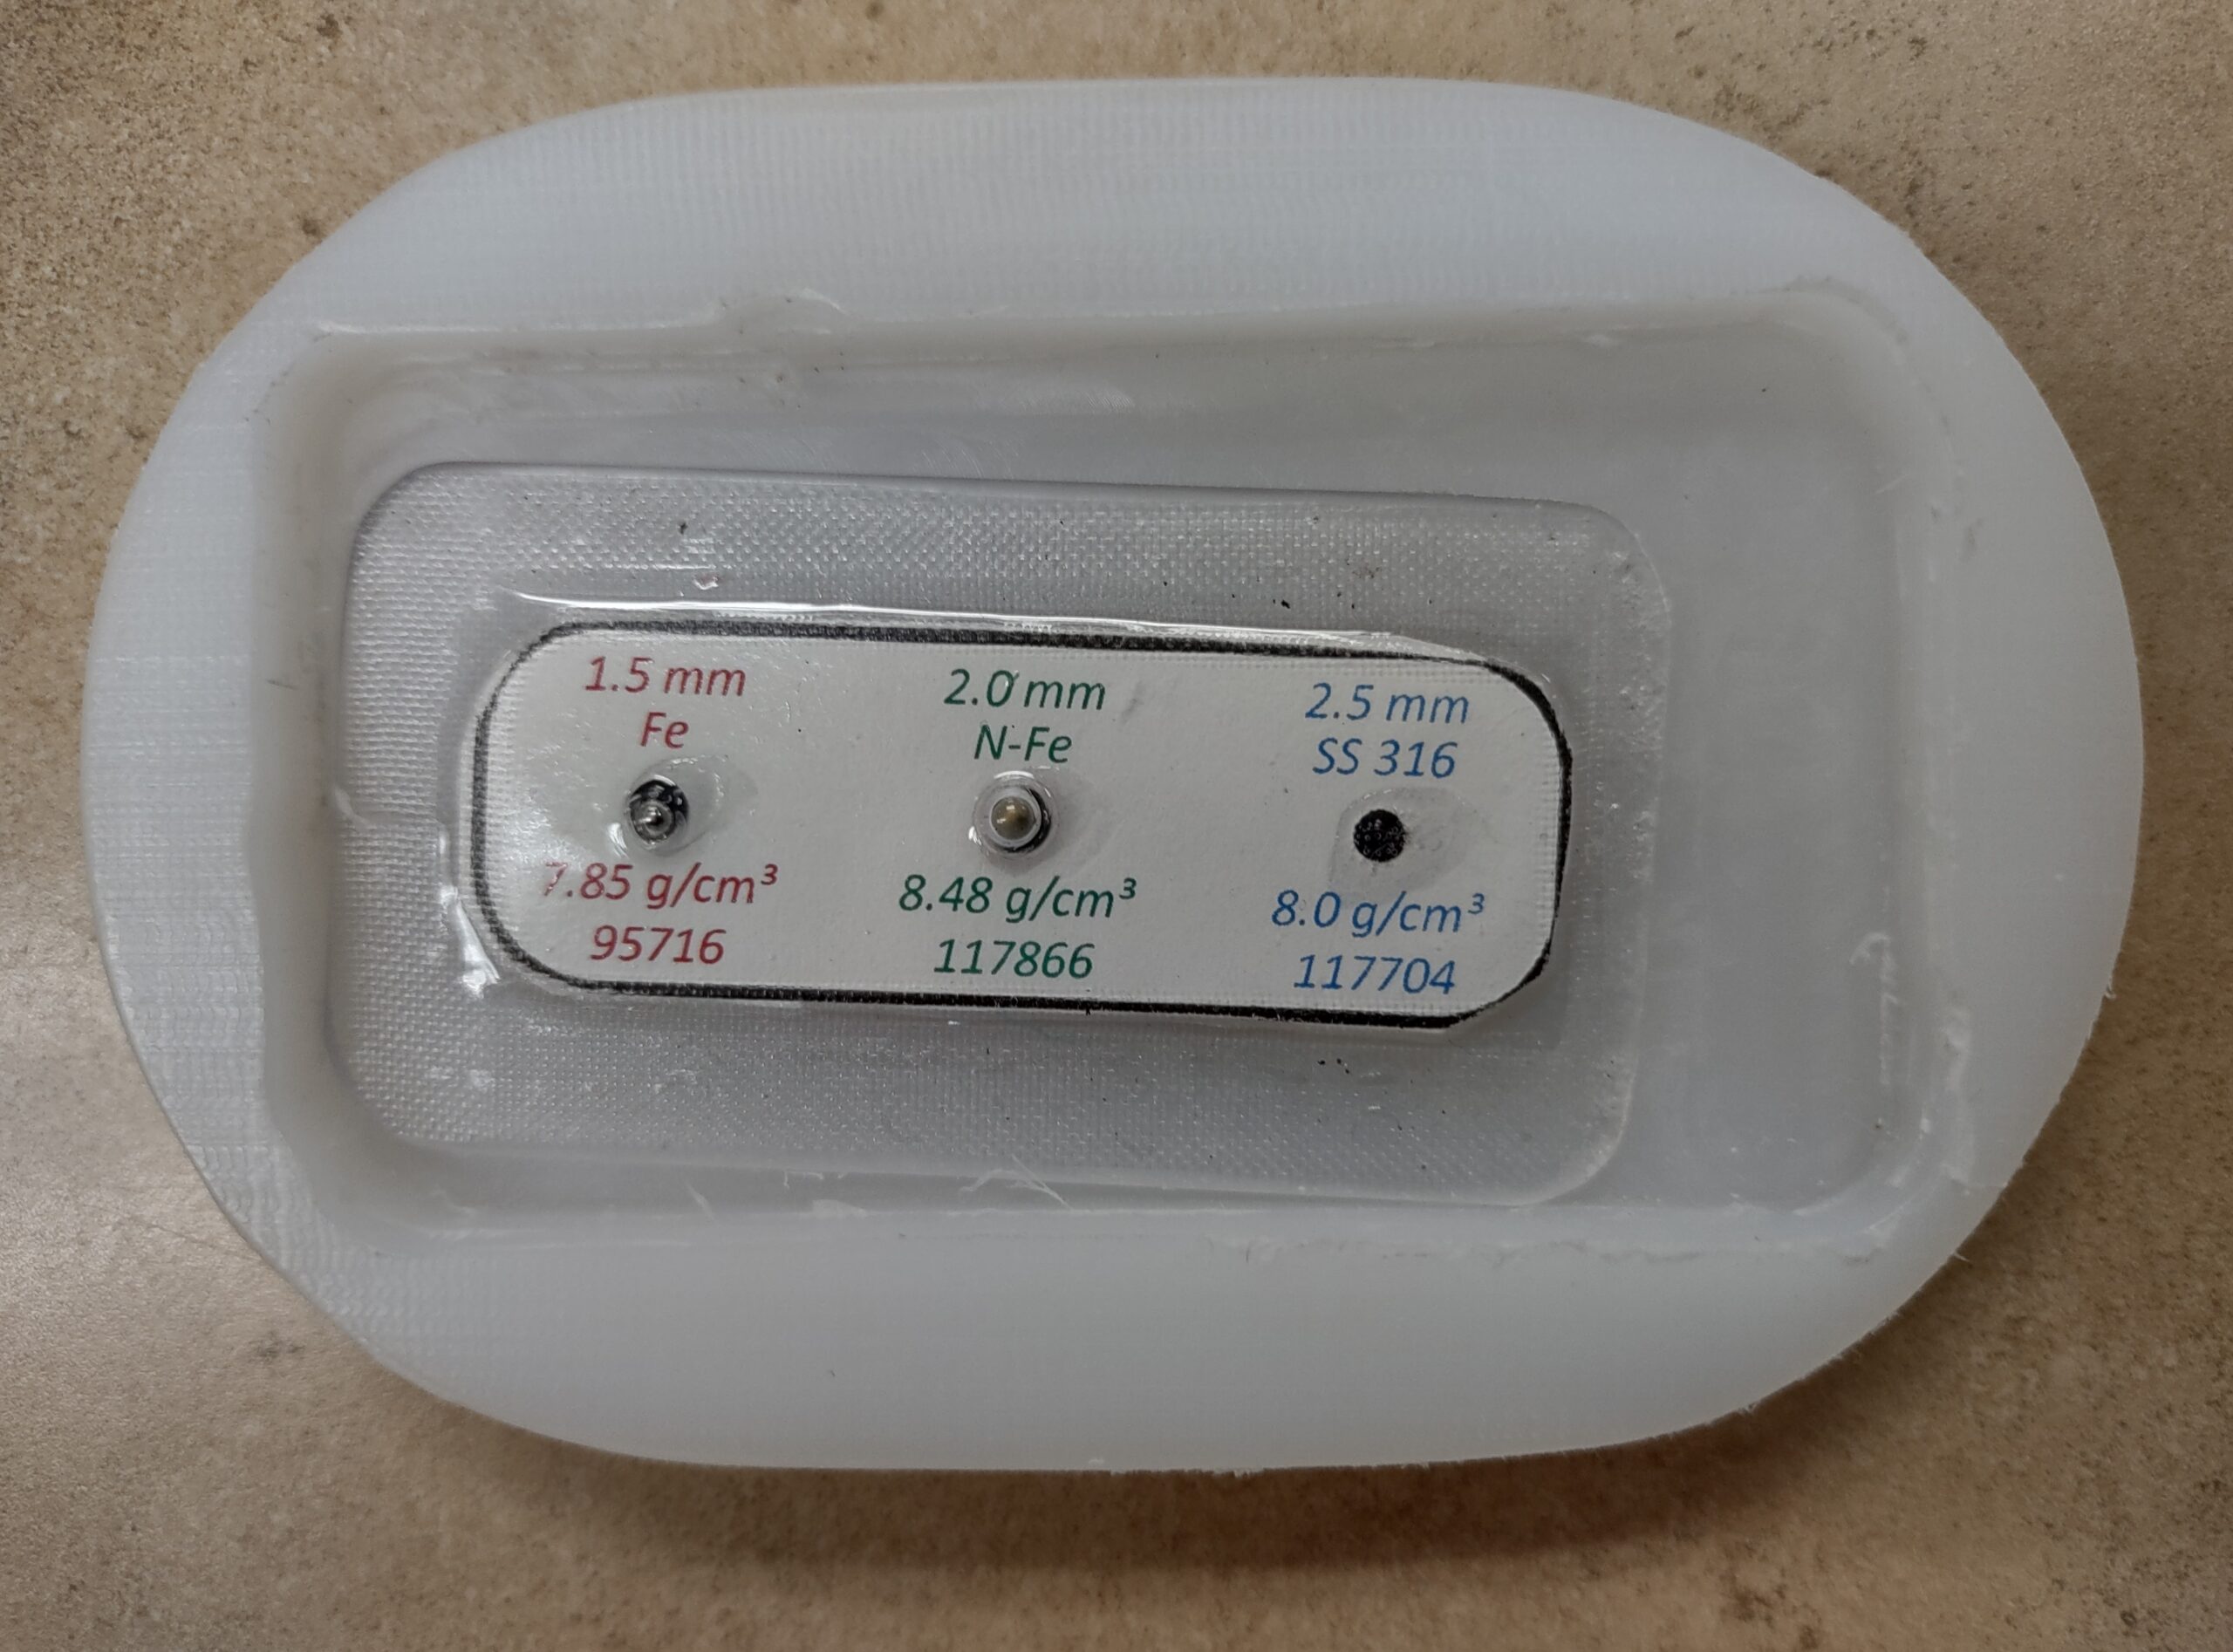 1.5 mm
Fe
7.85 g/cm³
95716
2.0 mm
N-Fe
8.48 g/cm³
117866
2.5 mm
SS 316
8.0 g/cm³
117704